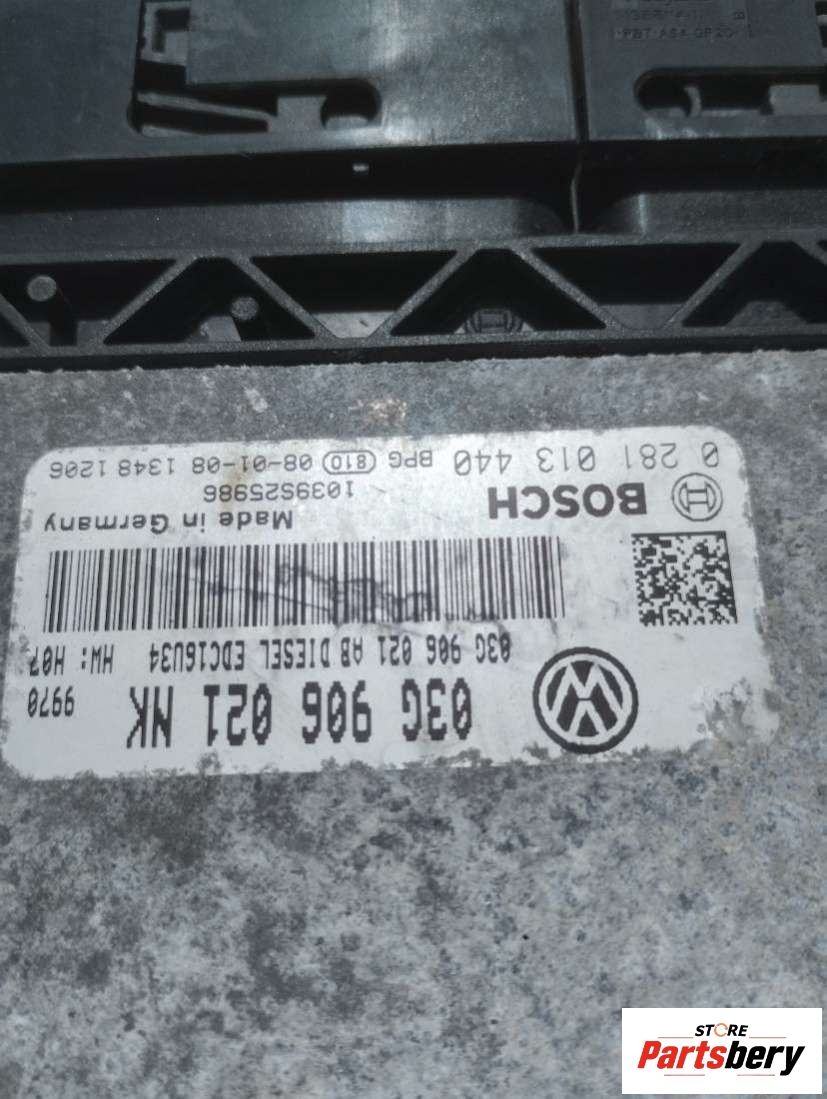 03G 906 021 NK 9970
03G 906 021 AB DIESEL EDC16U34 HW: H07
Made in Germany
BOSCH 1039S25986
0 281 013 440 BPG 810 08-01-08 1348 1206
STORE
Partsbery